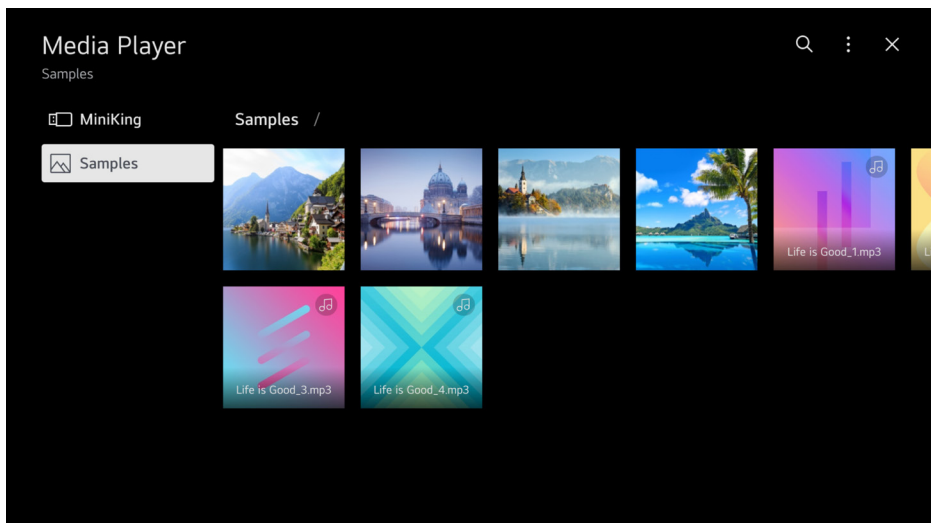 Media Player
Samples
MiniKing
Samples
Samples /
Life is Good_1.mp3
Life is Good_3.mp3
Life is Good_4.mp3